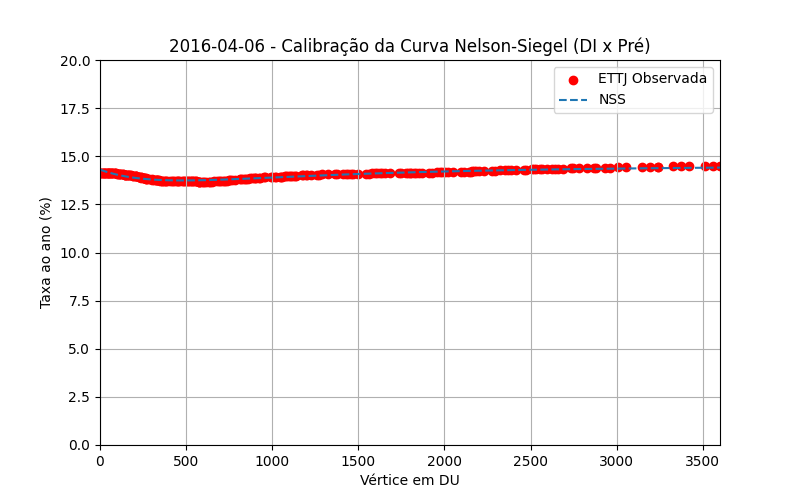 2016-04-06 - Calibração da Curva Nelson-Siegel (DI x Pré)
ETTJ Observada
NSS
Taxa ao ano (%)
20.0
17.5
15.0
12.5
10.0
7.5
5.0
2.5
0.0
0 500 1000 1500 2000 2500 3000 3500
Vértice em DU